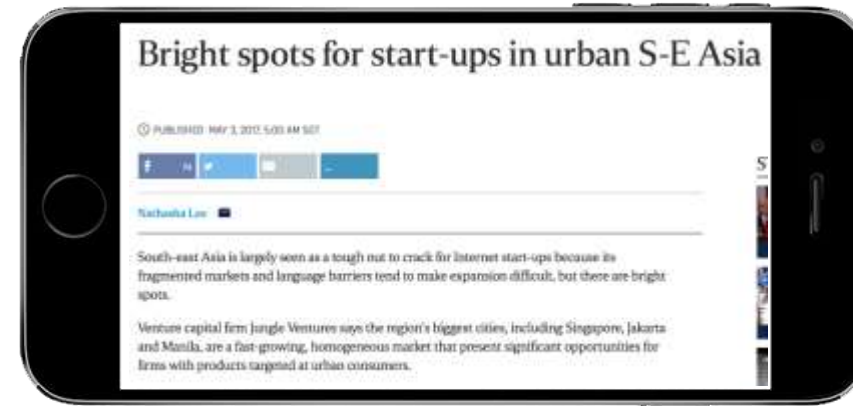 Bright spots for start-ups in urban S-E Asia
PUBLISHED MAY 3, 2017, 5:00 AM SGT
Nathasha Lee
South-east Asia is largely seen as a tough nut to crack for Internet start-ups because its
fragmented markets and language barriers tend to make expansion difficult, but there are bright
spots.
Venture capital firm Jungle Ventures says the region's biggest cities, including Singapore, Jakarta
and Manila, are a fast-growing, homogeneous market that present significant opportunities for
firms with products targeted at urban consumers.